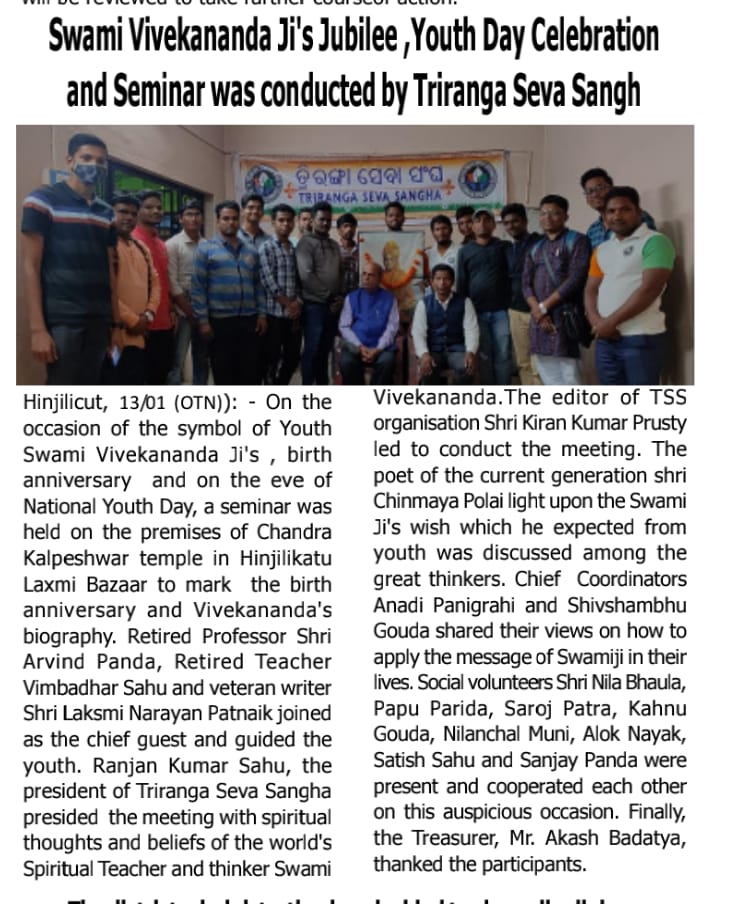 will be reviewed to take further courseof action.
Swami Vivekananda Ji's Jubilee ,Youth Day Celebration
and Seminar was conducted by Triranga Seva Sangh
ତ୍ରିରଙ୍ଗା ସେବା ସଂଘ
TRIRANGA SEVA SANGHA
Hinjilicut, 13/01 (OTN)): - On the
occasion of the symbol of Youth
Swami Vivekananda Ji's , birth
anniversary and on the eve of
National Youth Day, a seminar was
held on the premises of Chandra
Kalpeshwar temple in Hinjilikatu
Laxmi Bazaar to mark the birth
anniversary and Vivekananda's
biography. Retired Professor Shri
Arvind Panda, Retired Teacher
Vimbadhar Sahu and veteran writer
Shri Laksmi Narayan Patnaik joined
as the chief guest and guided the
youth. Ranjan Kumar Sahu, the
president of Triranga Seva Sangha
presided the meeting with spiritual
thoughts and beliefs of the world's
Spiritual Teacher and thinker Swami
Vivekananda.The editor of TSS
organisation Shri Kiran Kumar Prusty
led to conduct the meeting. The
poet of the current generation shri
Chinmaya Polai light upon the Swami
Ji's wish which he expected from
youth was discussed among the
great thinkers. Chief Coordinators
Anadi Panigrahi and Shivshambhu
Gouda shared their views on how to
apply the message of Swamiji in their
lives. Social volunteers Shri Nila Bhaula,
Papu Parida, Saroj Patra, Kahnu
Gouda, Nilanchal Muni, Alok Nayak,
Satish Sahu and Sanjay Panda were
present and cooperated each other
on this auspicious occasion. Finally,
the Treasurer, Mr. Akash Badatya,
thanked the participants.